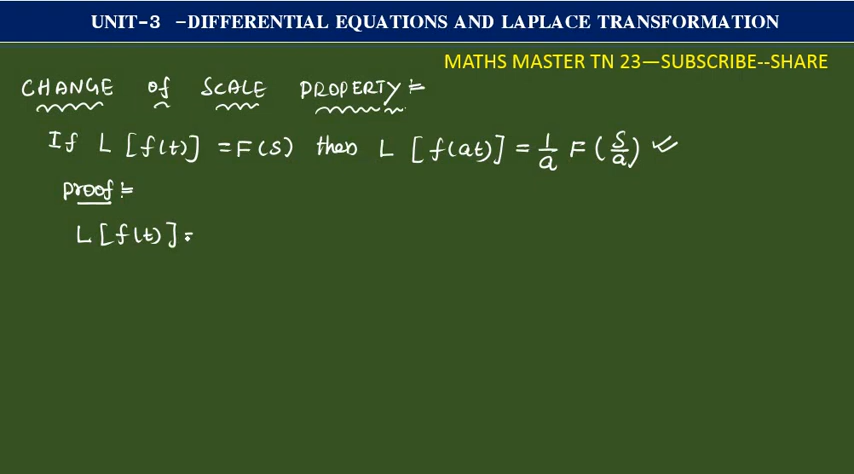 UNIT-3 –DIFFERENTIAL EQUATIONS AND LAPLACE TRANSFORMATION
MATHS MASTER TN 23—SUBSCRIBE--SHARE
CHANGE of SCALE PROPERTY:-
If L [f(t)] = F(s) then L [f(at)] = 1/a F(s/a) ✓
proof:-
L[f(t)] =